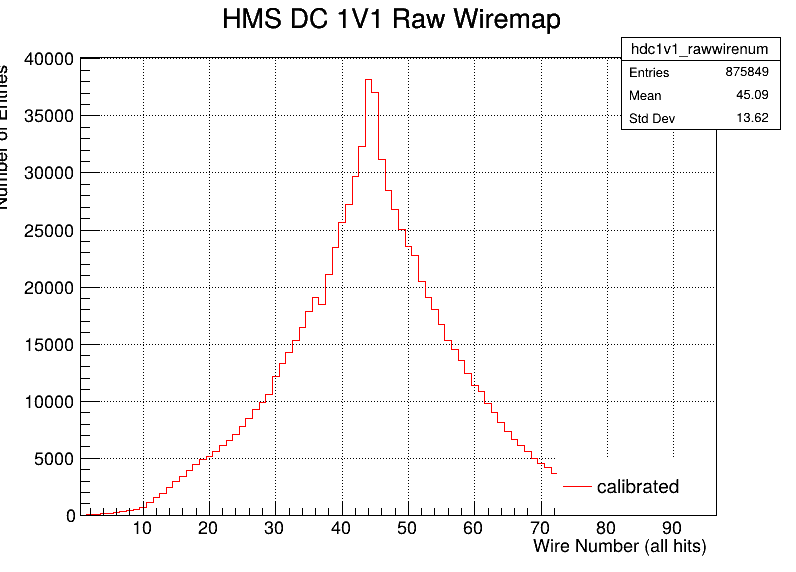 HMS DC 1V1 Raw Wiremap
hdc1v1_rawwirenum
Entries 875849
Mean 45.09
Std Dev 13.62
Number of Entries
40000
35000
30000
25000
20000
15000
10000
5000
0
10 20 30 40 50 60 70 80 90
calibrated
Wire Number (all hits)